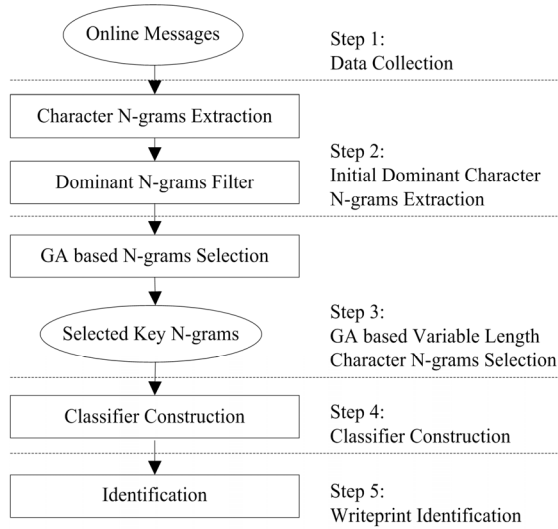 Online Messages
Step 1:
Data Collection
Character N-grams Extraction
Dominant N-grams Filter
Step 2:
Initial Dominant Character
N-grams Extraction
GA based N-grams Selection
Selected Key N-grams
Step 3:
GA based Variable Length
Character N-grams Selection
Classifier Construction
Step 4:
Classifier Construction
Identification
Step 5:
Writeprint Identification